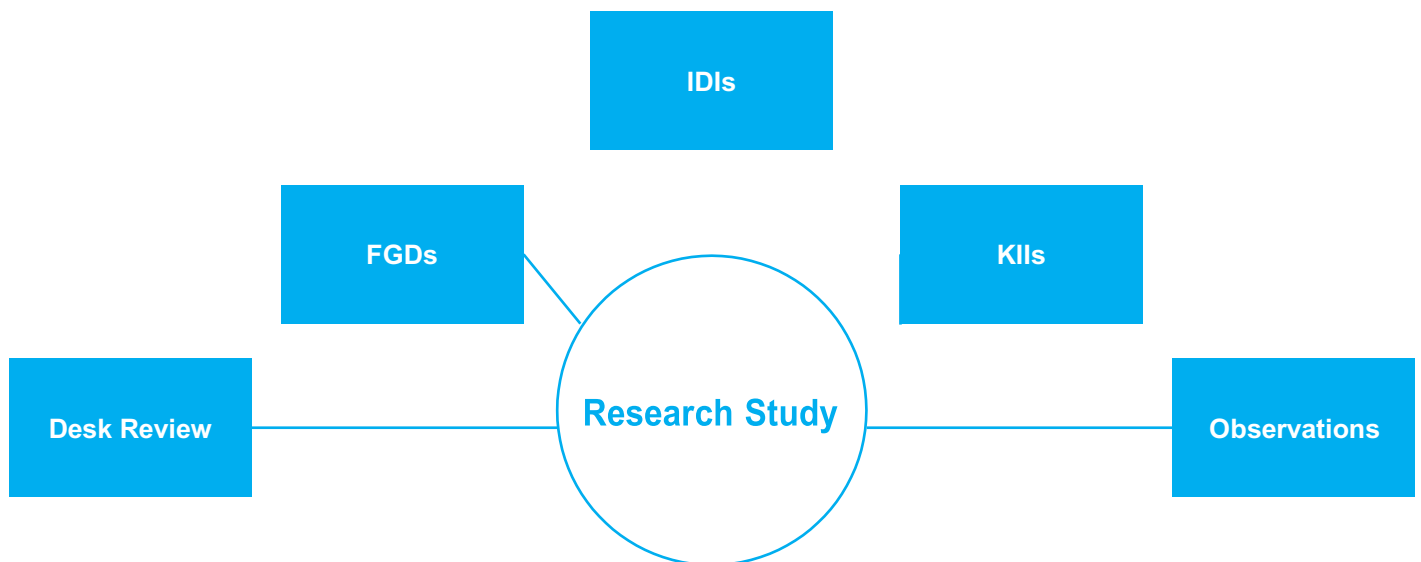 IDIs
FGDs
KIIs
Research Study
Desk Review
Observations